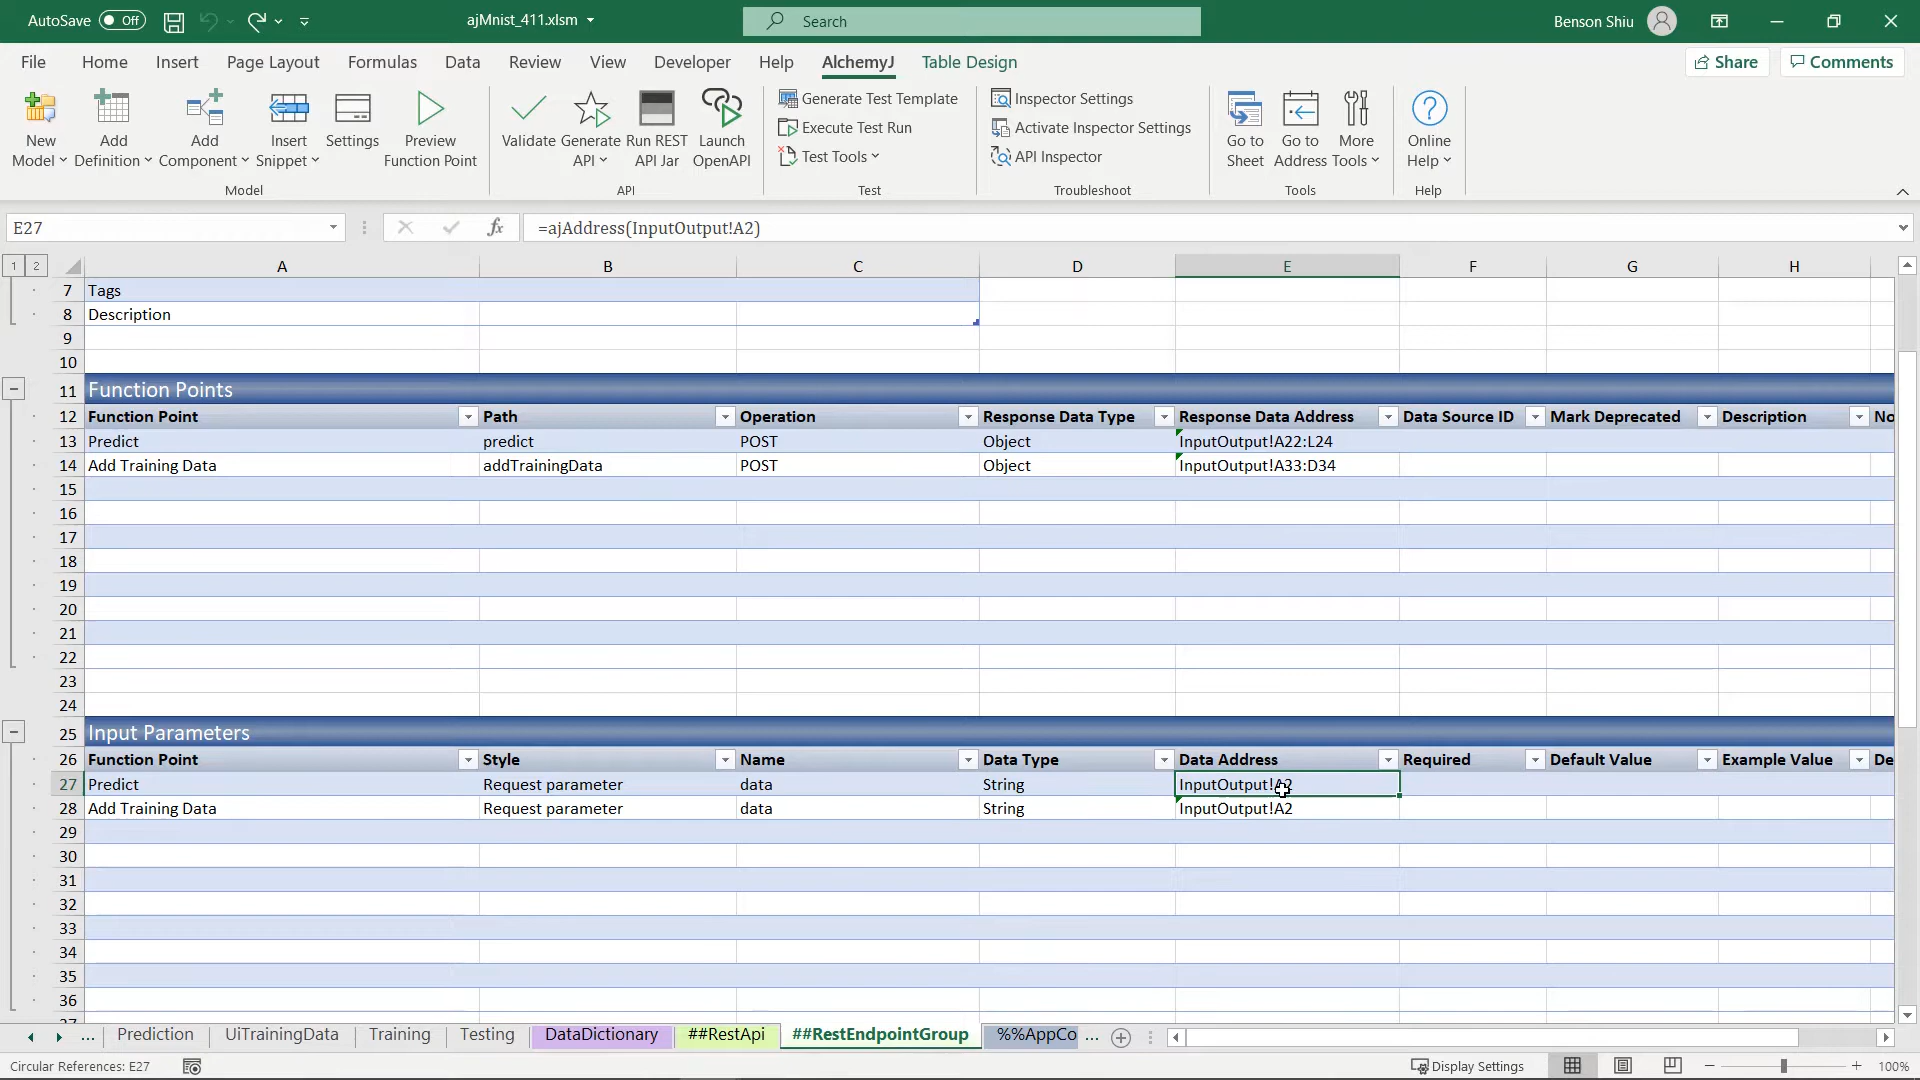 AutoSave Off ajMnist_411.xlsm Search Benson Shiu
File Home Insert Page Layout Formulas Data Review View Developer Help AlchemyJ Table Design Share Comments
New Model Add Definition Add Component Insert Snippet Settings Preview Function Point
Model
Validate Generate API Run REST API Jar Launch OpenAPI
API
Generate Test Template
Execute Test Run
Test Tools
Test
Inspector Settings
Activate Inspector Settings
API Inspector
Troubleshoot
Go to Sheet Go to Address More Tools
Tools
Online Help
Help
E27 fx =ajAddress(InputOutput!A2)
1 2 A B C D E F G H
7 Tags
8 Description
9
10
11 Function Points
12 Function Point Path Operation Response Data Type Response Data Address Data Source ID Mark Deprecated Description No
13 Predict predict POST Object InputOutput!A22:L24
14 Add Training Data addTrainingData POST Object InputOutput!A33:D34
15
16
17
18
19
20
21
22
23
24
25 Input Parameters
26 Function Point Style Name Data Type Data Address Required Default Value Example Value De
27 Predict Request parameter data String InputOutput!A2
28 Add Training Data Request parameter data String InputOutput!A2
29
30
31
32
33
34
35
36
... Prediction UiTrainingData Training Testing DataDictionary ##RestApi ##RestEndpointGroup %%AppCo ...
Circular References: E27 Display Settings 100%